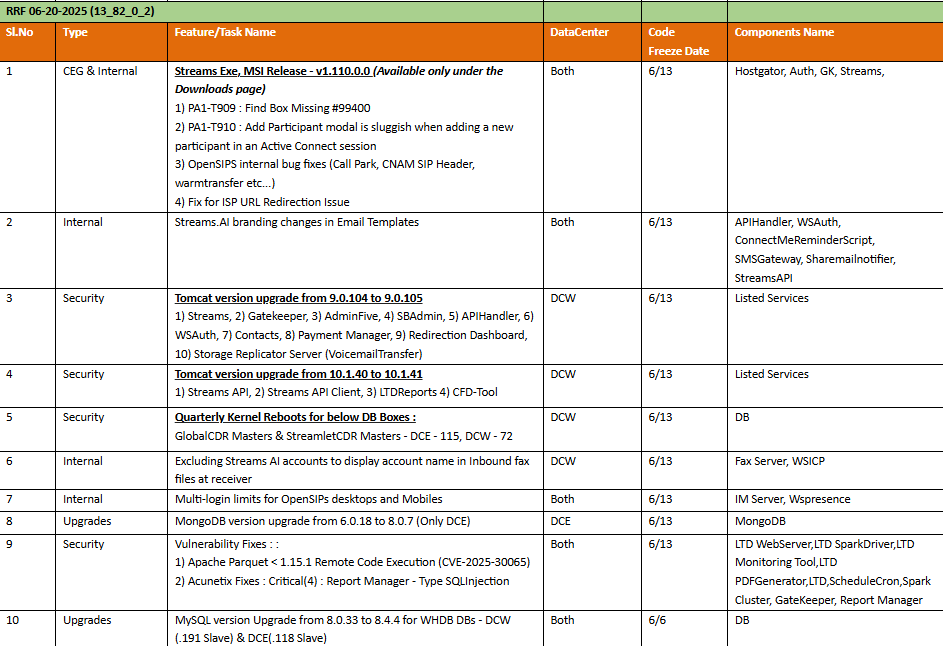 RRF 06-20-2025 (13_82_0_2)
Sl.No Type Feature/Task Name DataCenter Code Freeze Date Components Name
1 CEG & Internal Streams Exe, MSI Release - v1.110.0.0 (Available only under the Both 6/13 Hostgator, Auth, GK, Streams,
Downloads page)
1) PA1-T909 : Find Box Missing #99400
2) PA1-T910 : Add Participant modal is sluggish when adding a new
participant in an Active Connect session
3) OpenSIPS internal bug fixes (Call Park, CNAM SIP Header,
warmtransfer etc...)
4) Fix for ISP URL Redirection Issue
2 Internal Streams.AI branding changes in Email Templates Both 6/13 APIHandler, WSAuth,
ConnectMeReminderScript,
SMSGateway, Sharemailnotifier,
StreamsAPI
3 Security Tomcat version upgrade from 9.0.104 to 9.0.105 DCW 6/13 Listed Services
1) Streams, 2) Gatekeeper, 3) AdminFive, 4) SBAdmin, 5) APIHandler, 6)
WSAuth, 7) Contacts, 8) Payment Manager, 9) Redirection Dashboard,
10) Storage Replicator Server (VoicemailTransfer)
4 Security Tomcat version upgrade from 10.1.40 to 10.1.41 DCW 6/13 Listed Services
1) Streams API, 2) Streams API Client, 3) LTDReports 4) CFD-Tool
5 Security Quarterly Kernel Reboots for below DB Boxes : DCW 6/13 DB
GlobalCDR Masters & StreamletCDR Masters - DCE - 115, DCW - 72
6 Internal Excluding Streams AI accounts to display account name in Inbound fax DCW 6/13 Fax Server, WSICP
files at receiver
7 Internal Multi-login limits for OpenSIPs desktops and Mobiles Both 6/13 IM Server, Wspresence
8 Upgrades MongoDB version upgrade from 6.0.18 to 8.0.7 (Only DCE) DCE 6/13 MongoDB
9 Security Vulnerability Fixes : : Both 6/13 LTD WebServer,LTD SparkDriver,LTD
1) Apache Parquet < 1.15.1 Remote Code Execution (CVE-2025-30065) Monitoring Tool,LTD
2) Acunetix Fixes : Critical(4) : Report Manager - Type SQLInjection PDFGenerator,LTD,ScheduleCron,Spark
Cluster, GateKeeper, Report Manager
10 Upgrades MySQL version Upgrade from 8.0.33 to 8.4.4 for WHDB DBs - DCW Both 6/6 DB
(.191 Slave) & DCE(.118 Slave)